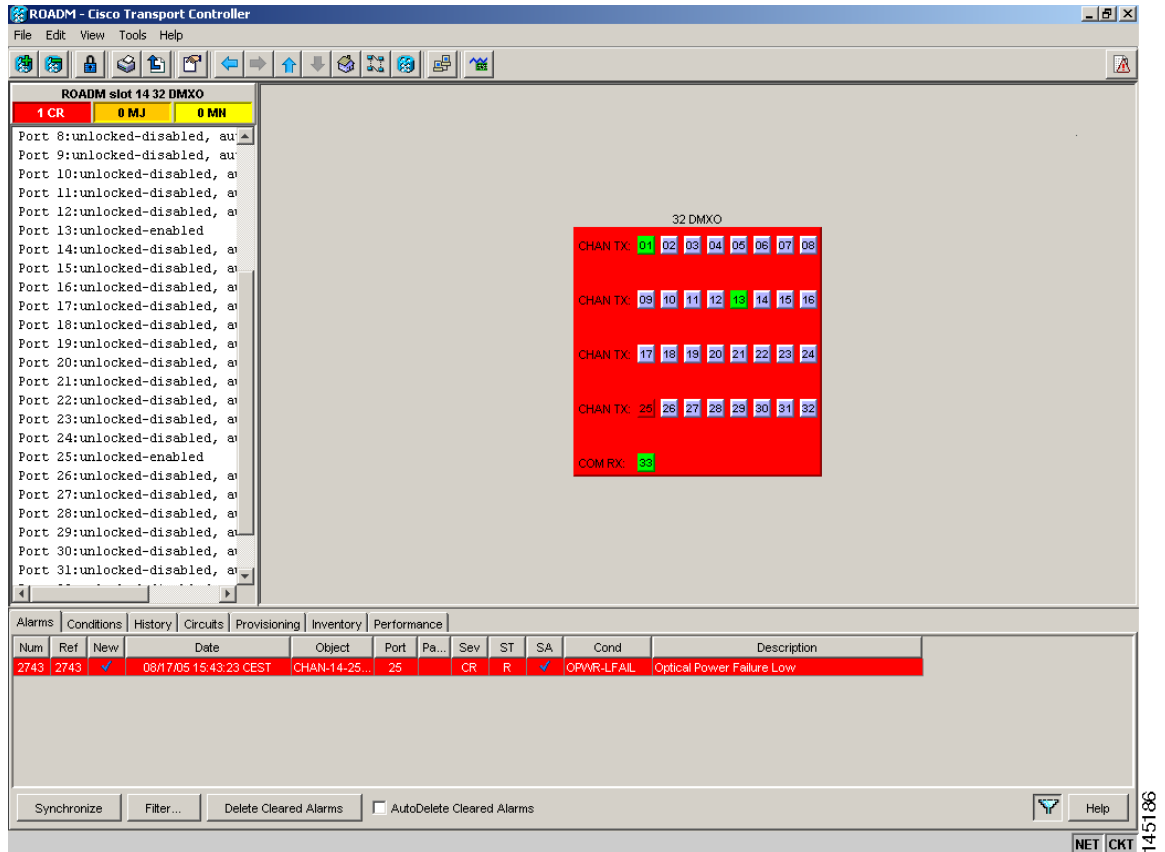 ROADM - Cisco Transport Controller
File Edit View Tools Help
ROADM slot 14 32 DMXO
1 CR 0 MJ 0 MN
Port 8:unlocked-disabled, au
Port 9:unlocked-disabled, au
Port 10:unlocked-disabled, a
Port 11:unlocked-disabled, a
Port 12:unlocked-disabled, a
Port 13:unlocked-enabled
Port 14:unlocked-disabled, a
Port 15:unlocked-disabled, a
Port 16:unlocked-disabled, a
Port 17:unlocked-disabled, a
Port 18:unlocked-disabled, a
Port 19:unlocked-disabled, a
Port 20:unlocked-disabled, a
Port 21:unlocked-disabled, a
Port 22:unlocked-disabled, a
Port 23:unlocked-disabled, a
Port 24:unlocked-disabled, a
Port 25:unlocked-enabled
Port 26:unlocked-disabled, a
Port 27:unlocked-disabled, a
Port 28:unlocked-disabled, a
Port 29:unlocked-disabled, a
Port 30:unlocked-disabled, a
Port 31:unlocked-disabled, a
32 DMXO
CHAN TX: 01 02 03 04 05 06 07 08
CHAN TX: 09 10 11 12 13 14 15 16
CHAN TX: 17 18 19 20 21 22 23 24
CHAN TX: 25 26 27 28 29 30 31 32
COM RX: 33
Alarms Conditions History Circuits Provisioning Inventory Performance
Num Ref New Date Object Port Pa... Sev ST SA Cond Description
2743 2743 08/17/05 15:43:23 CEST CHAN-14-25... 25 CR R OPWR-LFAIL Optical Power Failure Low
Synchronize Filter... Delete Cleared Alarms AutoDelete Cleared Alarms Help
NET CKT
145186